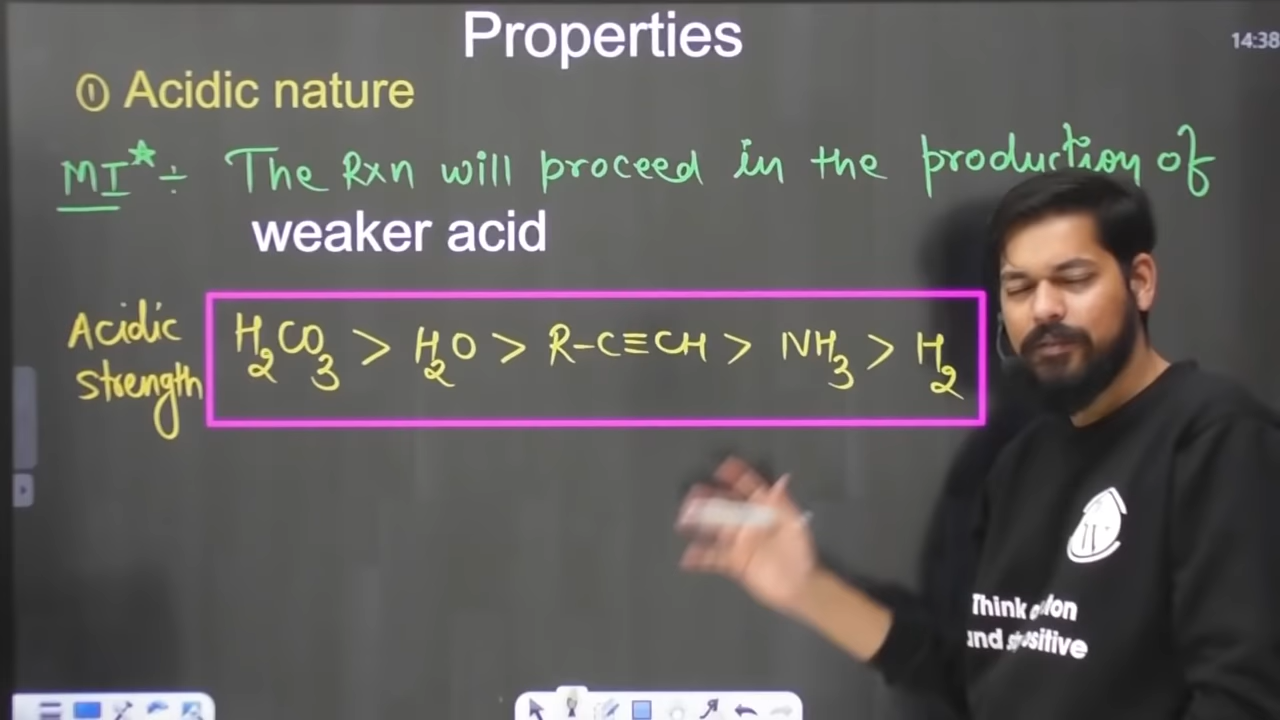 Properties
14:38
① Acidic nature
MI* ÷ The Rxn will proceed in the production of
weaker acid
Acidic strength
H₂CO₃ > H₂O > R-C≡CH > NH₃ > H₂
Think
and